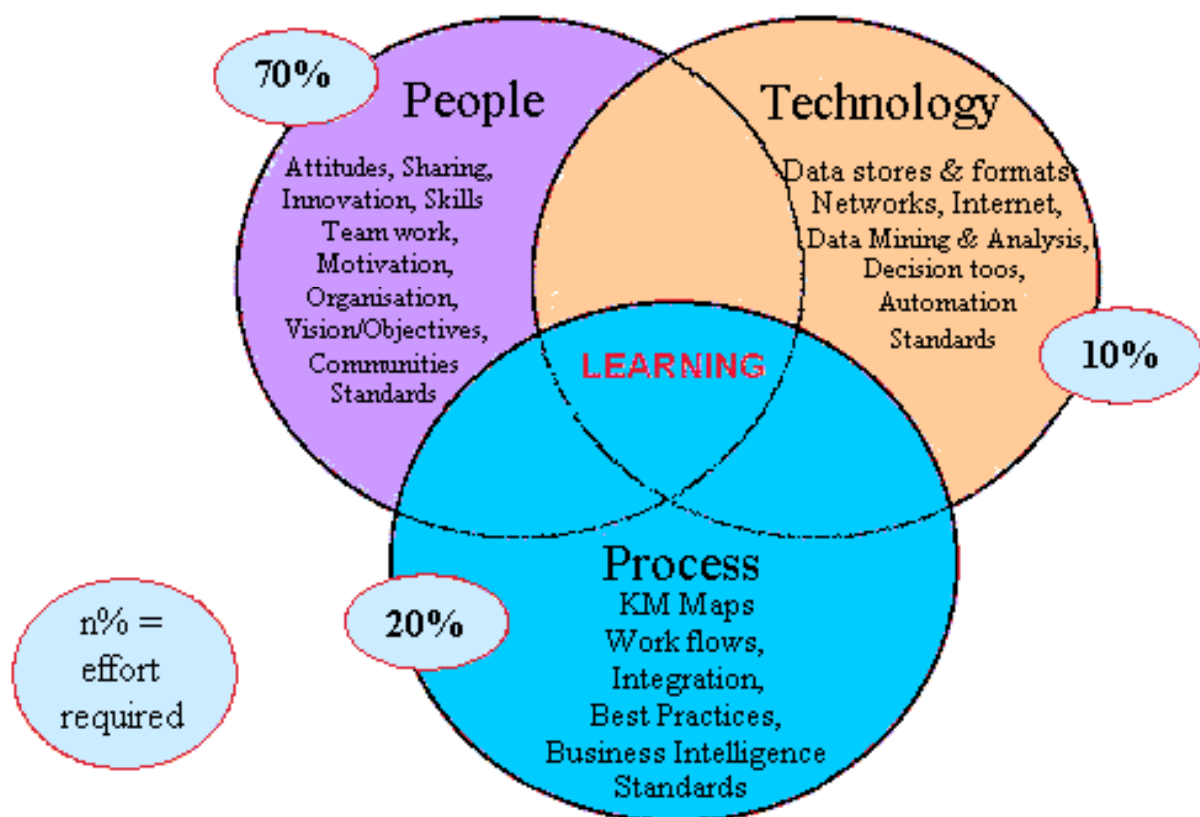 70%
People
Attitudes, Sharing,
Innovation, Skills
Team work,
Motivation,
Organisation,
Vision/Objectives,
Communities
Standards
Technology
Data stores & formats
Networks, Internet,
Data Mining & Analysis,
Decision toos,
Automation
Standards
10%
LEARNING
Process
KM Maps
Work flows,
Integration,
Best Practices,
Business Intelligence
Standards
20%
n% =
effort
required